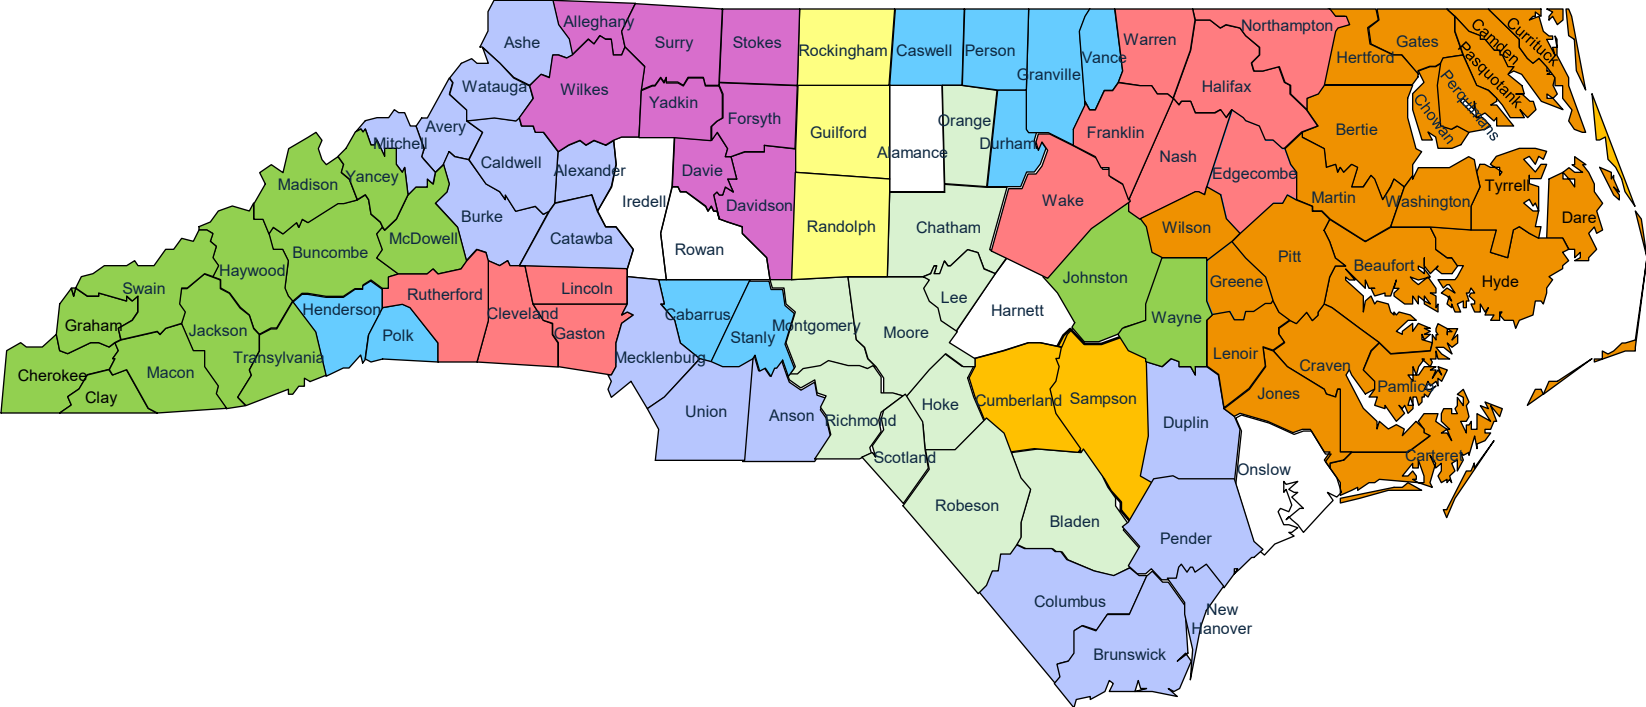 Alleghany
Northampton
Ashe
Surry
Stokes
Rockingham
Caswell
Person
Warren
Gates
Camden
Currituck
Vance
Granville
Hertford
Pasquotank
Watauga
Wilkes
Halifax
Yadkin
Perquimans
Chowan
Forsyth
Orange
Avery
Guilford
Franklin
Bertie
Mitchell
Durham
Alamance
Caldwell
Nash
Alexander
Davie
Edgecombe
Yancey
Madison
Tyrrell
Iredell
Wake
Martin
Washington
Davidson
Burke
Dare
Randolph
Chatham
Wilson
McDowell
Catawba
Rowan
Buncombe
Pitt
Beaufort
Haywood
Johnston
Greene
Hyde
Swain
Lincoln
Rutherford
Lee
Henderson
Harnett
Cleveland
Cabarrus
Wayne
Graham
Montgomery
Jackson
Gaston
Moore
Polk
Stanly
Transylvania
Mecklenburg
Lenoir
Craven
Macon
Cherokee
Pamlico
Jones
Clay
Cumberland
Sampson
Hoke
Union
Anson
Richmond
Duplin
Scotland
Carteret
Onslow
Robeson
Bladen
Pender
Columbus
New
Hanover
Brunswick